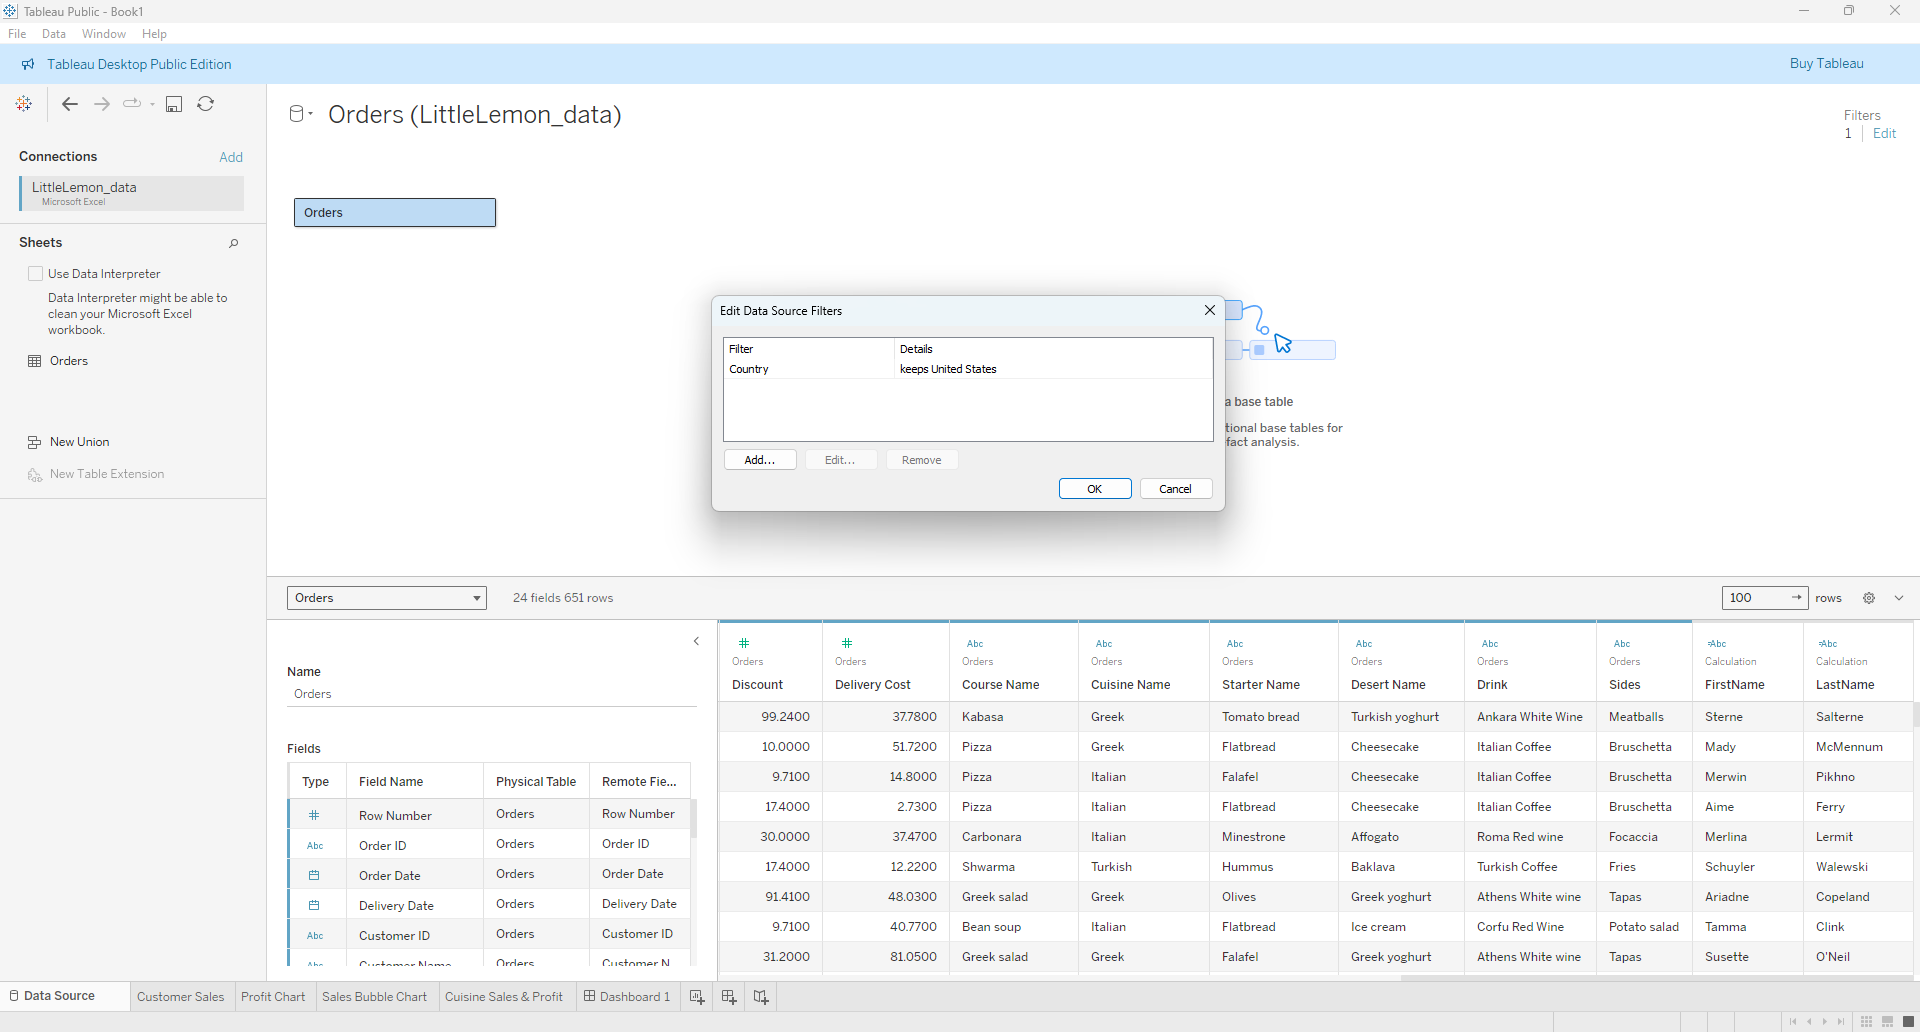 Tableau Public - Book1
File Data Window Help
Tableau Desktop Public Edition
Buy Tableau
Connections Add
LittleLemon_data
Microsoft Excel
Sheets
Use Data Interpreter
Data Interpreter might be able to
clean your Microsoft Excel
workbook.
Orders
New Union
New Table Extension
Orders (LittleLemon_data)
Filters
1 Edit
Orders
Edit Data Source Filters
Filter Details
Country keeps United States
Add... Edit... Remove
OK Cancel
a base table
tional base tables for
fact analysis.
Orders 24 fields 651 rows 100 rows
Name
Orders
Fields
Type Field Name Physical Table Remote Fie...
# Row Number Orders Row Number
Abc Order ID Orders Order ID
Order Date Orders Order Date
Delivery Date Orders Delivery Date
Abc Customer ID Orders Customer ID
Abc Customer Name Orders Customer N
# # Abc Abc Abc Abc Abc Abc =Abc =Abc
Orders Orders Orders Orders Orders Orders Orders Orders Calculation Calculation
Discount Delivery Cost Course Name Cuisine Name Starter Name Desert Name Drink Sides FirstName LastName
99.2400 37.7800 Kabasa Greek Tomato bread Turkish yoghurt Ankara White Wine Meatballs Sterne Salterne
10.0000 51.7200 Pizza Greek Flatbread Cheesecake Italian Coffee Bruschetta Mady McMennum
9.7100 14.8000 Pizza Italian Falafel Cheesecake Italian Coffee Bruschetta Merwin Pikhno
17.4000 2.7300 Pizza Italian Flatbread Cheesecake Italian Coffee Bruschetta Aime Ferry
30.0000 37.4700 Carbonara Italian Minestrone Affogato Roma Red wine Focaccia Merlina Lermit
17.4000 12.2200 Shwarma Turkish Hummus Baklava Turkish Coffee Fries Schuyler Walewski
91.4100 48.0300 Greek salad Greek Olives Greek yoghurt Athens White wine Tapas Ariadne Copeland
9.7100 40.7700 Bean soup Italian Flatbread Ice cream Corfu Red Wine Potato salad Tamma Clink
31.2000 81.0500 Greek salad Greek Falafel Greek yoghurt Athens White wine Tapas Susette O'Neil
Data Source Customer Sales Profit Chart Sales Bubble Chart Cuisine Sales & Profit Dashboard 1